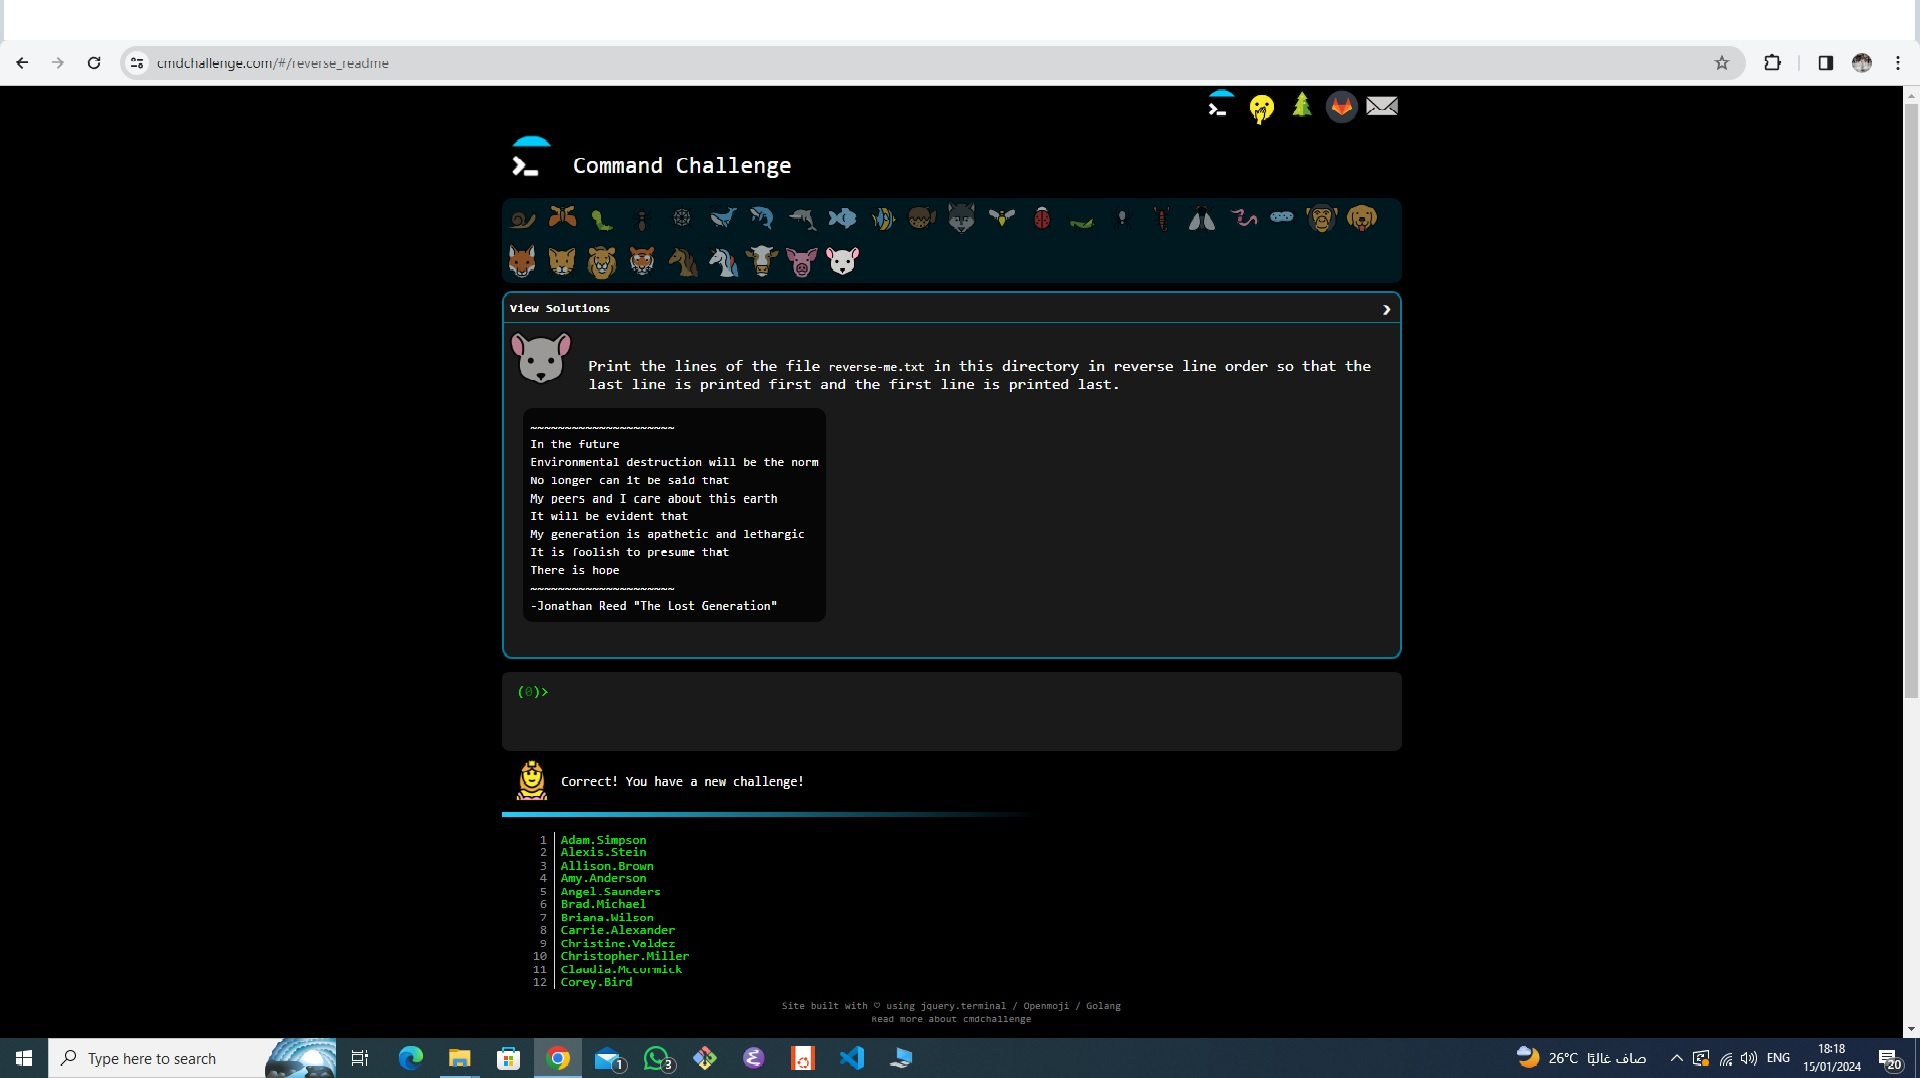 cmdchallenge.com/#/reverse_readme
Command Challenge
View Solutions
Print the lines of the file reverse-me.txt in this directory in reverse line order so that the
last line is printed first and the first line is printed last.
~~~~~~~~~~~~~~~~~~~~~
In the future
Environmental destruction will be the norm
No longer can it be said that
My peers and I care about this earth
It will be evident that
My generation is apathetic and lethargic
It is foolish to presume that
There is hope
~~~~~~~~~~~~~~~~~~~~~
-Jonathan Reed "The Lost Generation"
(0)>
Correct! You have a new challenge!
1 Adam.Simpson
2 Alexis.Stein
3 Allison.Brown
4 Amy.Anderson
5 Angel.Saunders
6 Brad.Michael
7 Briana.Wilson
8 Carrie.Alexander
9 Christine.Valdez
10 Christopher.Miller
11 Claudia.Mccormick
12 Corey.Bird
Site built with ♡ using jquery.terminal / Openmoji / Golang
Read more about cmdchallenge
Type here to search
1
3
26°C صاف غالبًا
ENG
18:18
15/01/2024
20